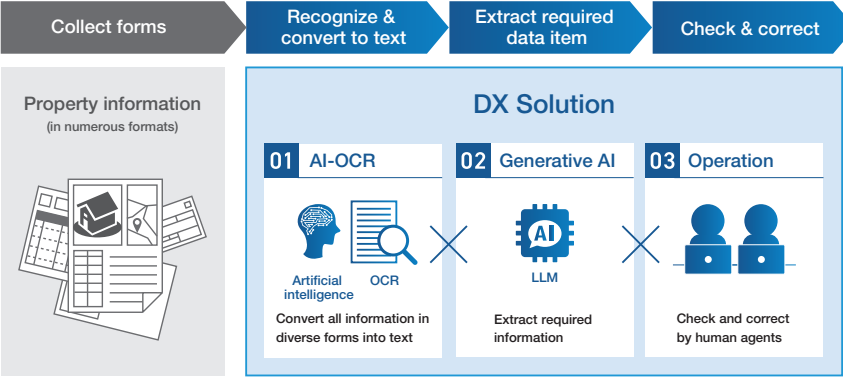 Collect forms
Recognize &
convert to text
Extract required
data item
Check & correct
Property information
(in numerous formats)
DX Solution
01 AI-OCR
02 Generative AI
03 Operation
AI
Artificial
intelligence
OCR
LLM
Convert all information in
diverse forms into text
Extract required
information
Check and correct
by human agents